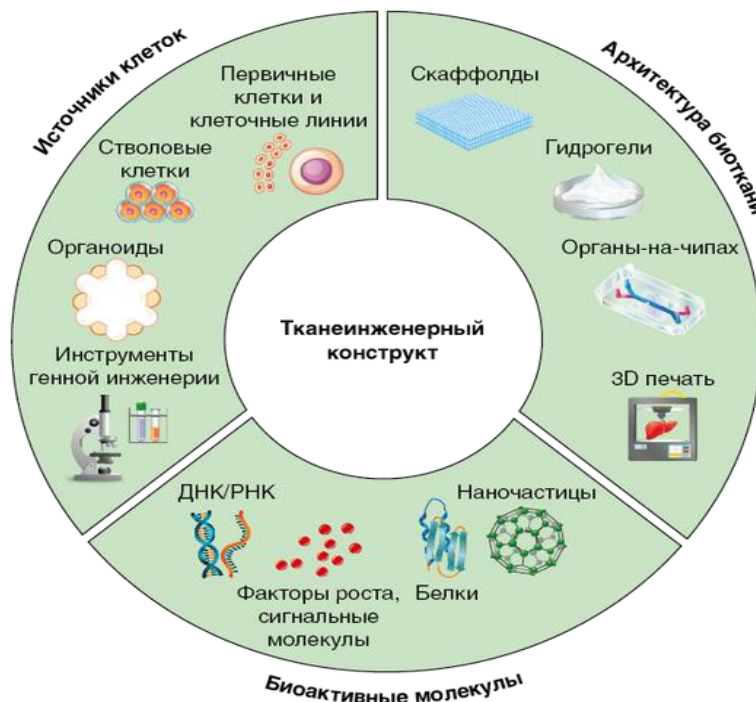 Источники клеток
Первичные
клетки и
клеточные линии
Стволовые
клетки
Органоиды
Инструменты
генной инженерии
Архитектура биоткани
Скаффолды
Гидрогели
Органы-на-чипах
3D печать
Тканеинженерный
конструкт
ДНК/РНК
Наночастицы
Факторы роста,
сигнальные
молекулы
Белки
Биоактивные молекулы